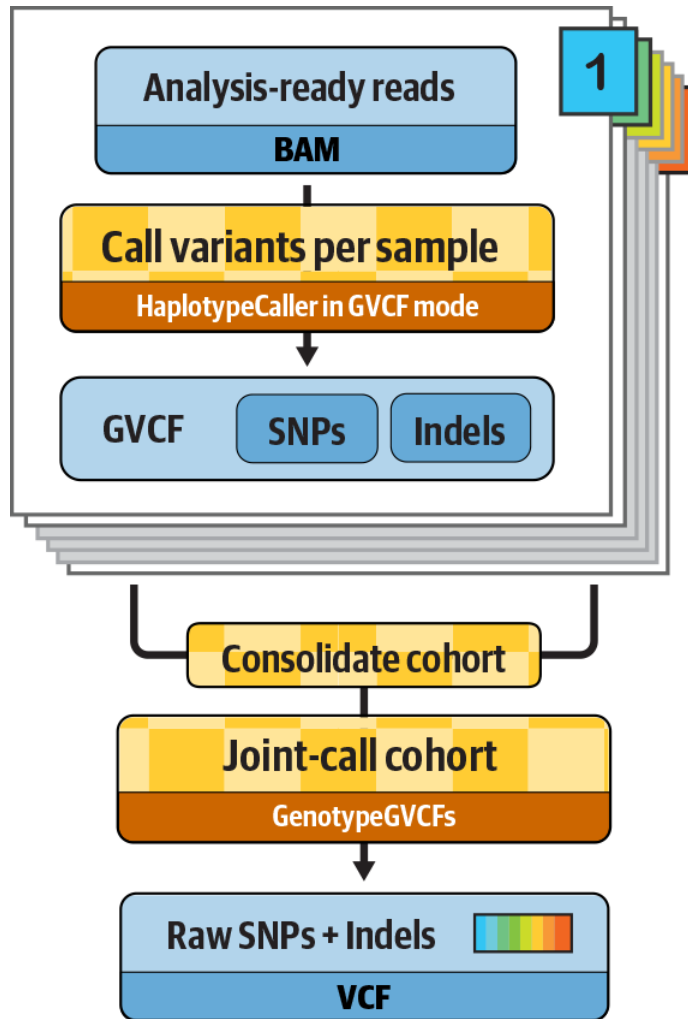 1
Analysis-ready reads
BAM
Call variants per sample
HaplotypeCaller in GVCF mode
GVCF SNPs Indels
Consolidate cohort
Joint-call cohort
GenotypeGVCFs
Raw SNPs + Indels
VCF